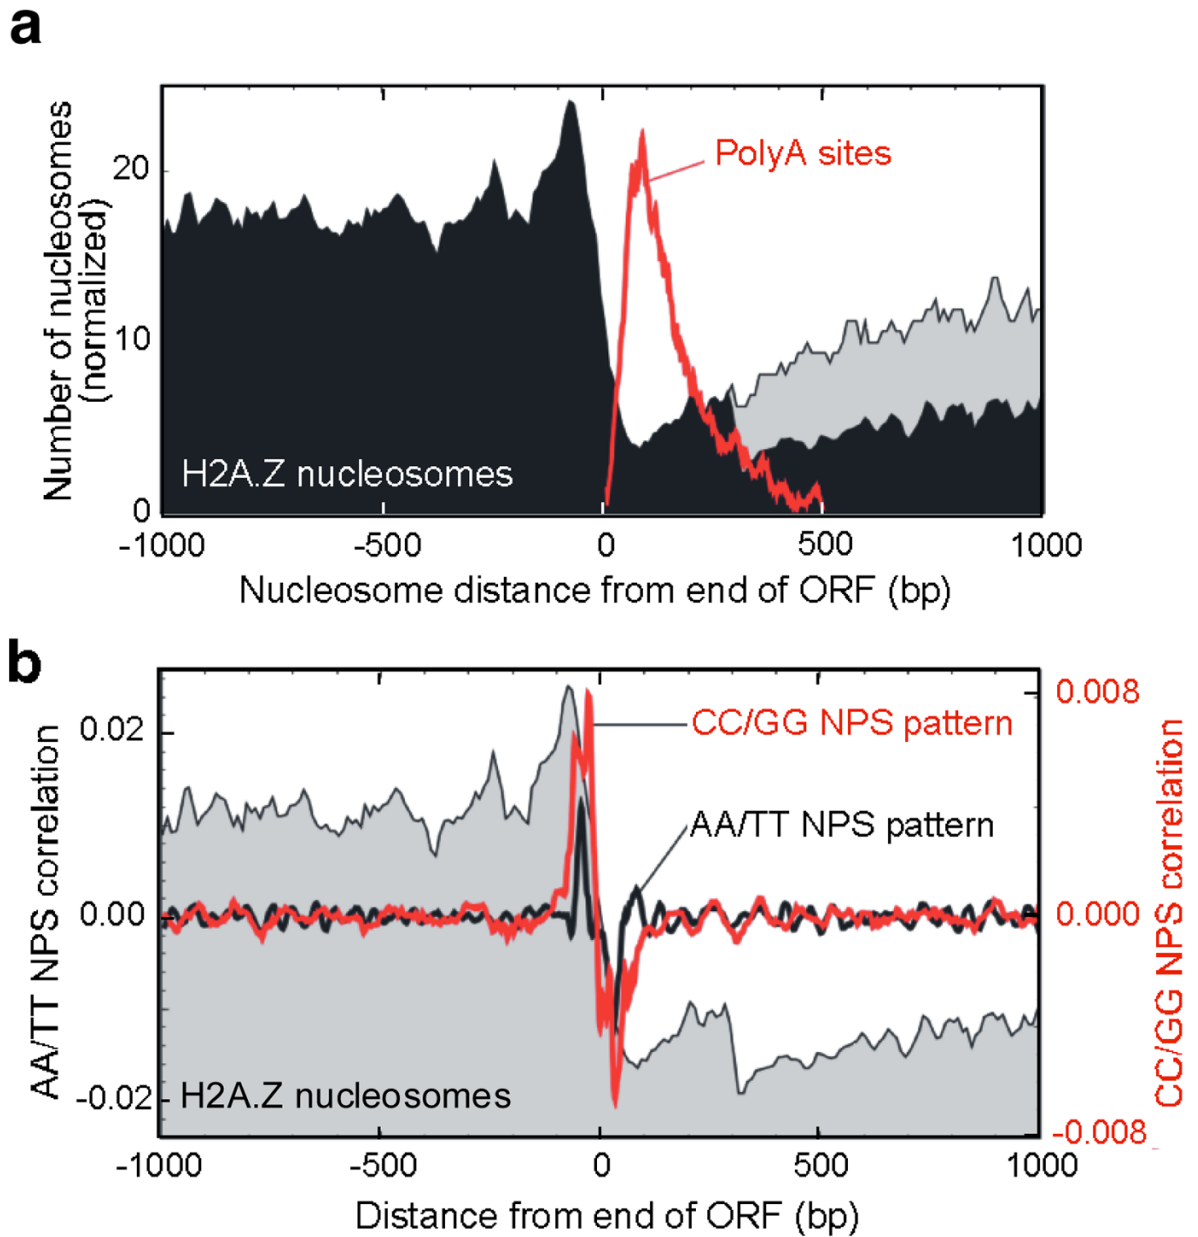 a
Number of nucleosomes
(normalized)
20
10
0
PolyA sites
H2A.Z nucleosomes
-1000 -500 0 500 1000
Nucleosome distance from end of ORF (bp)
b
AA/TT NPS correlation
0.02
0.00
-0.02
CC/GG NPS pattern
AA/TT NPS pattern
H2A.Z nucleosomes
0.008
0.000
-0.008
CC/GG NPS correlation
-1000 -500 0 500 1000
Distance from end of ORF (bp)